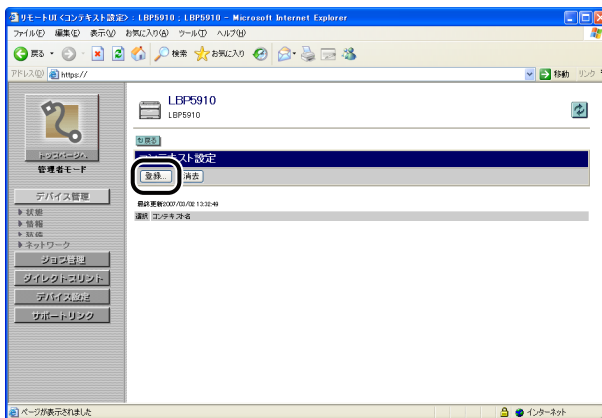 リモートUI <コンテキスト設定> : LBP5910 ; LBP5910 - Microsoft Internet Explorer
ファイル(F) 編集(E) 表示(V) お気に入り(A) ツール(T) ヘルプ(H)
戻る 検索 お気に入り
アドレス(D) https:// 移動 リンク
LBP5910
LBP5910
戻る
コンテキスト設定
登録... 消去
最終更新2007/03/02 13:32:49
選択 コンテキスト名
トップページへ
管理者モード
デバイス管理
状態
情報
ネットワーク
ジョブ管理
ダイレクトプリント
デバイス設定
サポートリンク
ページが表示されました インターネット